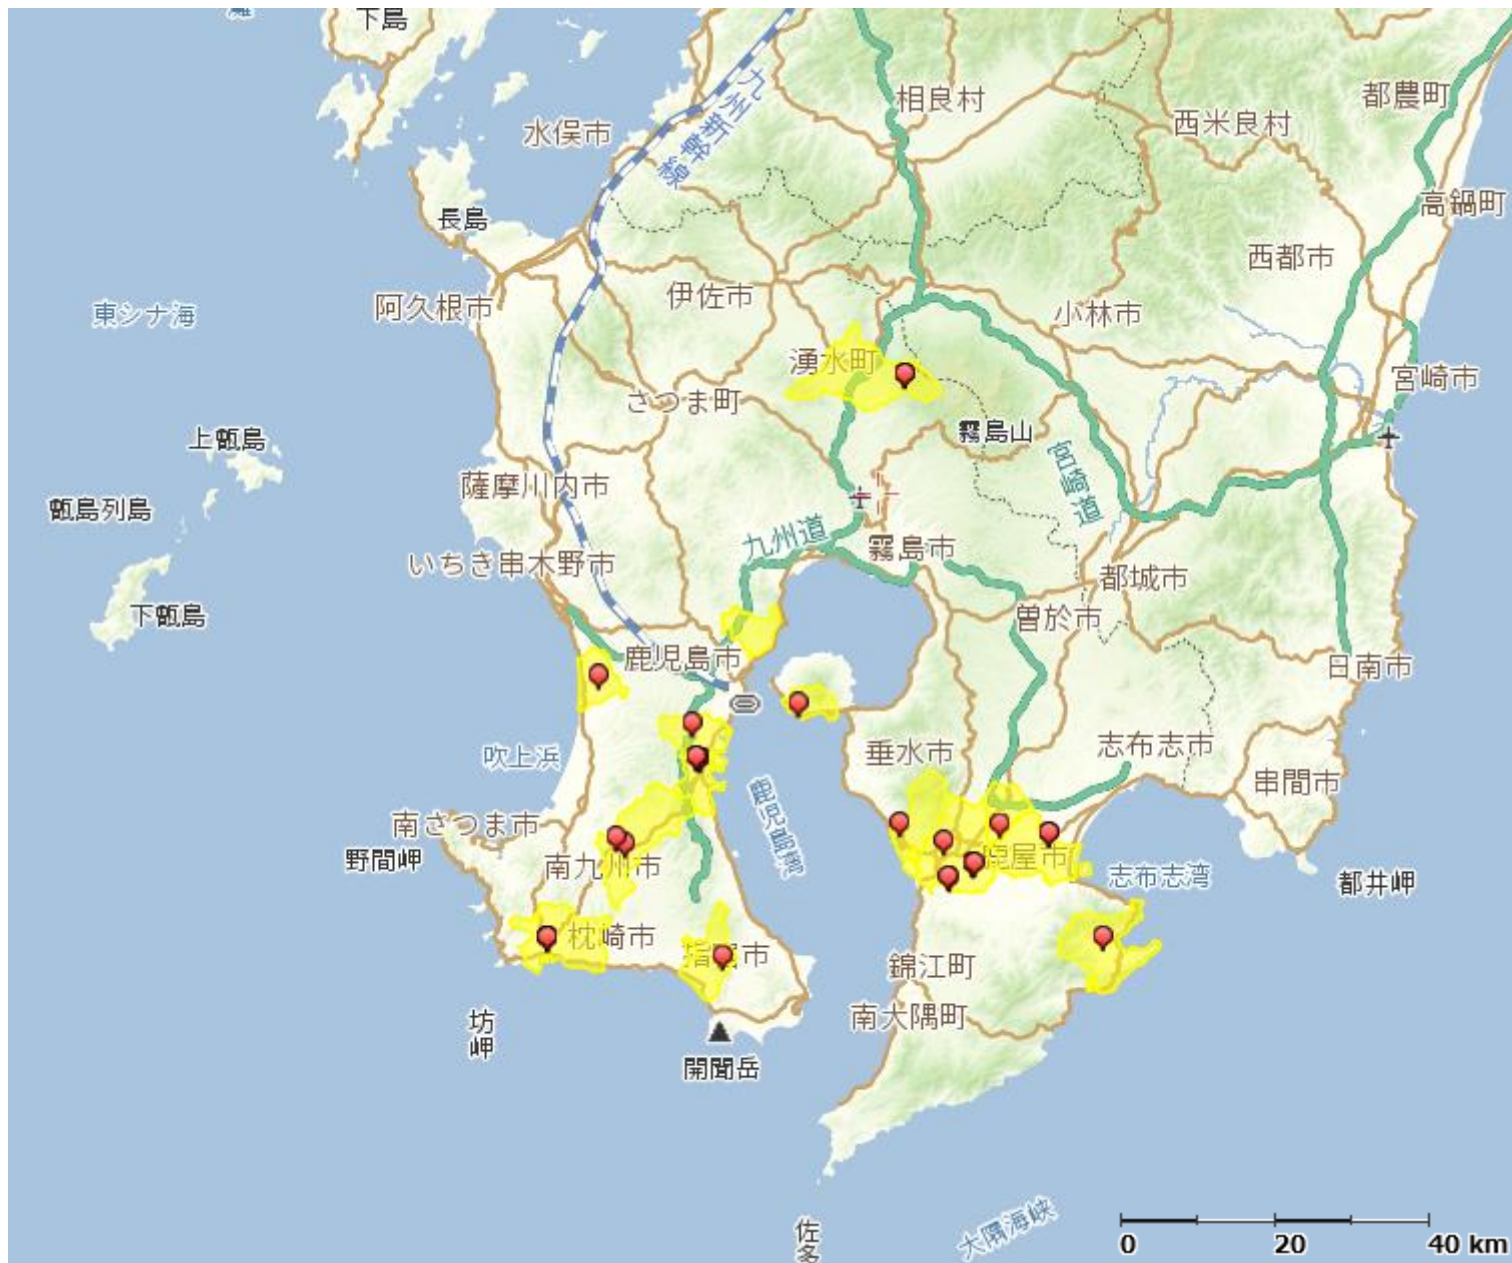 下島
相良村
都農町
水俣市
九州新幹線
西米良村
長島
高鍋町
西都市
東シナ海
阿久根市
伊佐市
小林市
湧水町
さつま町
宮崎市
上甑島
霧島山
薩摩川内市
宮崎道
甑島列島
九州道
霧島市
いちき串木野市
都城市
下甑島
曽於市
鹿児島市
日南市
吹上浜
垂水市
志布志市
串間市
南さつま市
野間岬
南九州市
鹿屋市
志布志湾
都井岬
枕崎市
指宿市
錦江町
坊岬
南大隅町
開聞岳
佐多
大隅海峡
0 20 40 km